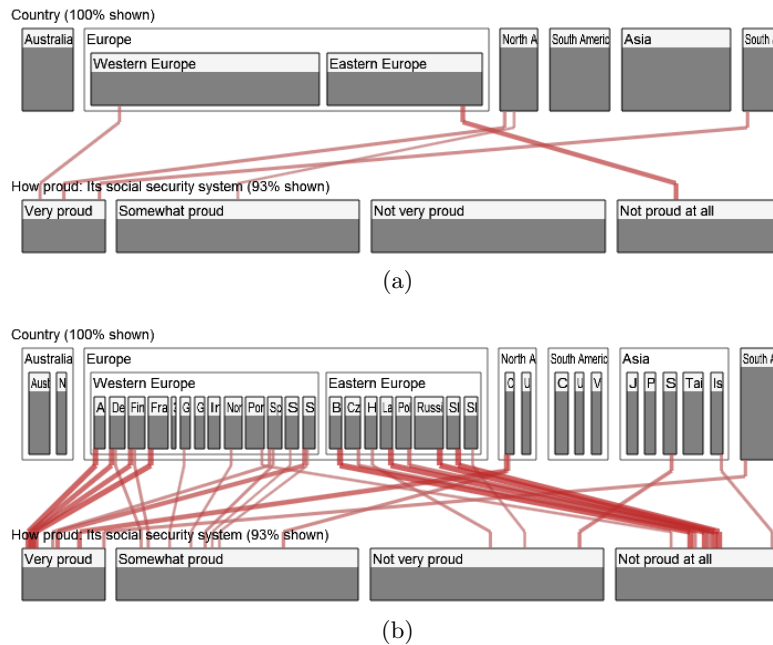 Country (100% shown)
Australia Europe North A South Americ Asia South A
Western Europe Eastern Europe
How proud: Its social security system (93% shown)
Very proud Somewhat proud Not very proud Not proud at all
(a)
Country (100% shown)
Australia Europe North A South Americ Asia South A
Aust N Western Europe Eastern Europe C U C U V J P S Tai Is
A De Fin Fra G G Ir Nor Por Sp S S B Cz H La Pol Russi Sl Sl
How proud: Its social security system (93% shown)
Very proud Somewhat proud Not very proud Not proud at all
(b)